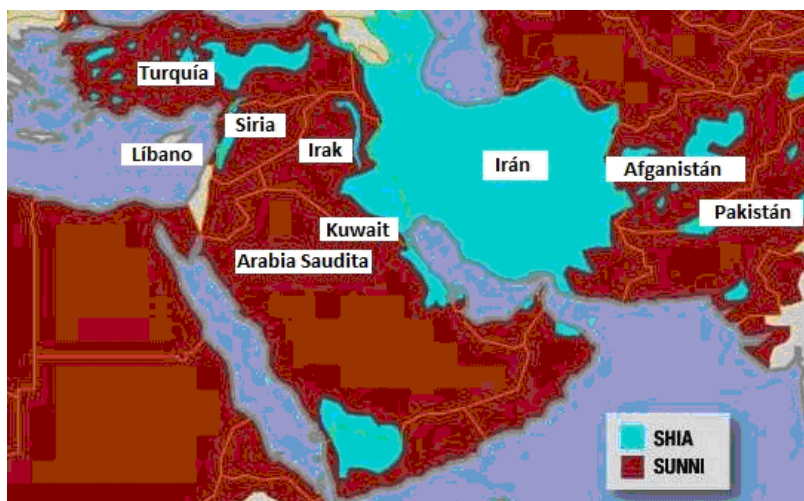 Turquía
Siria
Líbano
Irak
Irán
Afganistán
Pakistán
Kuwait
Arabia Saudita
SHIA
SUNNI